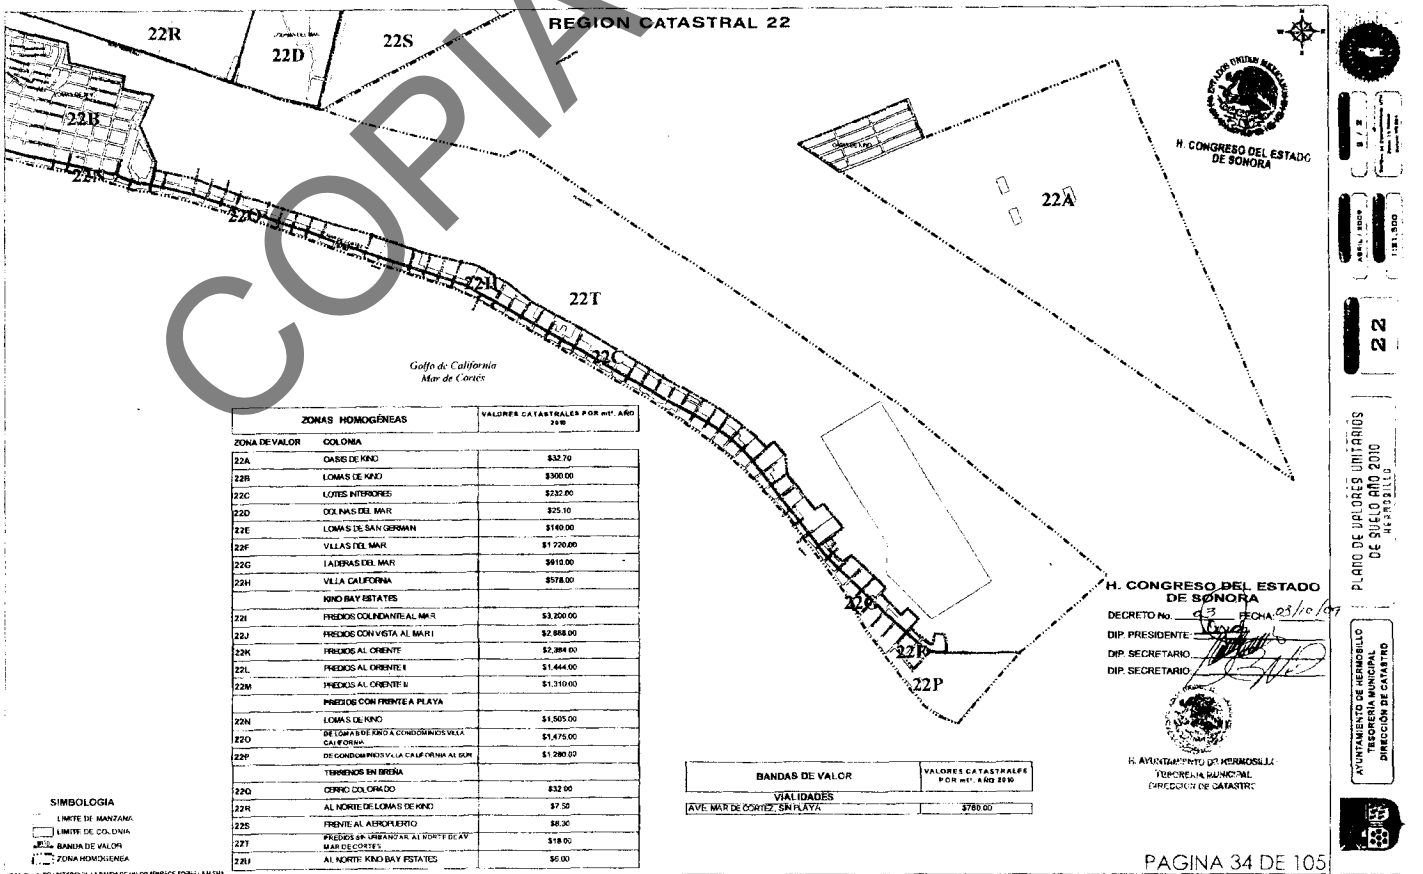 REGION CATASTRAL 22
COPIA
22R
22D
22S
22B
22N
22O
22H
22T
22C
22A
22G
22P
Golfo de California
Mar de Cortés
H. CONGRESO DEL ESTADO
DE SONORA
ZONAS HOMOGÉNEAS VALORES CATASTRALES POR mt². AÑO 2010
ZONA DE VALOR COLONIA
22A OASIS DE KINO $32.70
22B LOMAS DE KINO $300.00
22C LOTES INTERIORES $232.00
22D COLINAS DEL MAR $25.10
22E LOMAS DE SAN GERMAN $140.00
22F VILLAS DEL MAR $1,720.00
22G LADERAS DEL MAR $910.00
22H VILLA CALIFORNIA $578.00
KINO BAY ESTATES
22I PREDIOS COLINDANTE AL MAR $3,200.00
22J PREDIOS CON VISTA AL MAR I $2,888.00
22K PREDIOS AL ORIENTE $2,384.00
22L PREDIOS AL ORIENTE I $1,444.00
22M PREDIOS AL ORIENTE II $1,310.00
PREDIOS CON FRENTE A PLAYA
22N LOMAS DE KINO $1,505.00
22O DE LOMAS DE KINO A CONDOMINIOS VILLA CALIFORNIA $1,475.00
22P DE CONDOMINIOS VILLA CALIFORNIA AL SUR $1,280.00
TERRENOS EN BREÑA
22Q CERRO COLORADO $32.00
22R AL NORTE DE LOMAS DE KINO $7.50
22S FRENTE AL AEROPUERTO $8.30
22T PREDIOS SIN URBANIZAR AL NORTE DE AV MAR DE CORTES $18.00
22U AL NORTE KINO BAY ESTATES $6.00
BANDAS DE VALOR VALORES CATASTRALES POR mt². AÑO 2010
VIALIDADES
AVE. MAR DE CORTEZ, SIN PLAYA $780.00
SIMBOLOGIA
LIMITE DE MANZANA
LIMITE DE COLONIA
BANDA DE VALOR
ZONA HOMOGENEA
H. CONGRESO DEL ESTADO
DE SONORA
DECRETO No. FECHA:
DIP. PRESIDENTE:
DIP. SECRETARIO
DIP. SECRETARIO
H. AYUNTAMIENTO DE HERMOSILLO
TESORERIA MUNICIPAL
DIRECCION DE CATASTRO
ABRIL / 2009
1:21,500
22
PLANO DE VALORES UNITARIOS
DE SUELO AÑO 2010
HERMOSILLO
AYUNTAMIENTO DE HERMOSILLO
TESORERÍA MUNICIPAL
DIRECCIÓN DE CATASTRO
PAGINA 34 DE 105